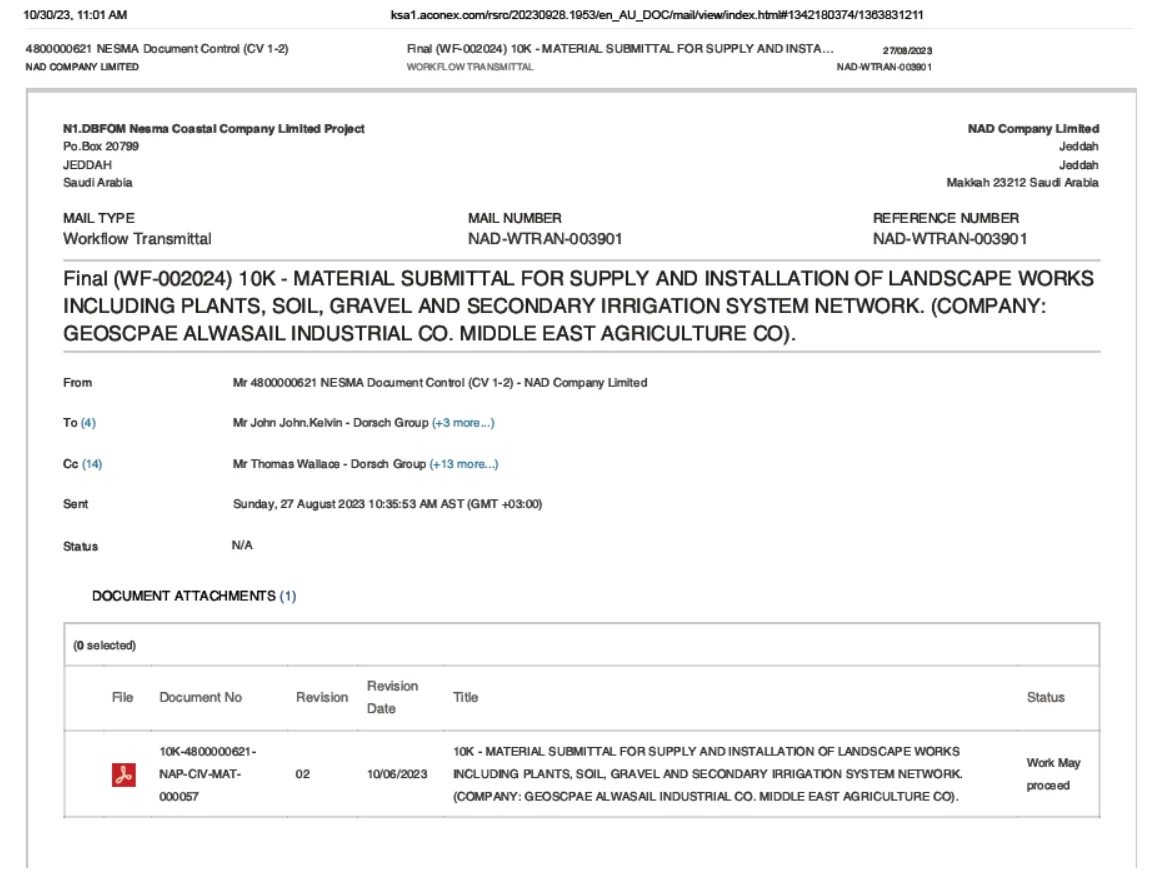 10/30/23, 11:01 AM
ksa1.aconex.com/rsrc/20230928.1953/en_AU_DOC/mail/view/index.html#1342180374/1363831211
4800000621 NESMA Document Control (CV 1-2)
Final (WF-002024) 10K - MATERIAL SUBMITTAL FOR SUPPLY AND INSTA...
27/08/2023
NAD COMPANY LIMITED
WORKFLOW TRANSMITTAL
NAD-WTRAN-003901
N1.DBFOM Nesma Coastal Company Limited Project
NAD Company Limited
Po.Box 20799
Jeddah
JEDDAH
Jeddah
Saudi Arabia
Makkah 23212 Saudi Arabia
MAIL TYPE
MAIL NUMBER
REFERENCE NUMBER
Workflow Transmittal
NAD-WTRAN-003901
NAD-WTRAN-003901
Final (WF-002024) 10K - MATERIAL SUBMITTAL FOR SUPPLY AND INSTALLATION OF LANDSCAPE WORKS
INCLUDING PLANTS, SOIL, GRAVEL AND SECONDARY IRRIGATION SYSTEM NETWORK. (COMPANY:
GEOSCPAE ALWASAIL INDUSTRIAL CO. MIDDLE EAST AGRICULTURE CO).
From
Mr 4800000621 NESMA Document Control (CV 1-2) - NAD Company Limited
To (4)
Mr John John.Kelvin - Dorsch Group (+3 more...)
Cc (14)
Mr Thomas Wallace - Dorsch Group (+13 more...)
Sent
Sunday, 27 August 2023 10:35:53 AM AST (GMT +03:00)
Status
N/A
DOCUMENT ATTACHMENTS (1)
(0 selected)
File
Document No
Revision
Revision
Date
Title
Status
10K-4800000621-
NAP-CIV-MAT-
000057
02
10/06/2023
10K - MATERIAL SUBMITTAL FOR SUPPLY AND INSTALLATION OF LANDSCAPE WORKS
INCLUDING PLANTS, SOIL, GRAVEL AND SECONDARY IRRIGATION SYSTEM NETWORK.
(COMPANY: GEOSCPAE ALWASAIL INDUSTRIAL CO. MIDDLE EAST AGRICULTURE CO).
Work May
proceed